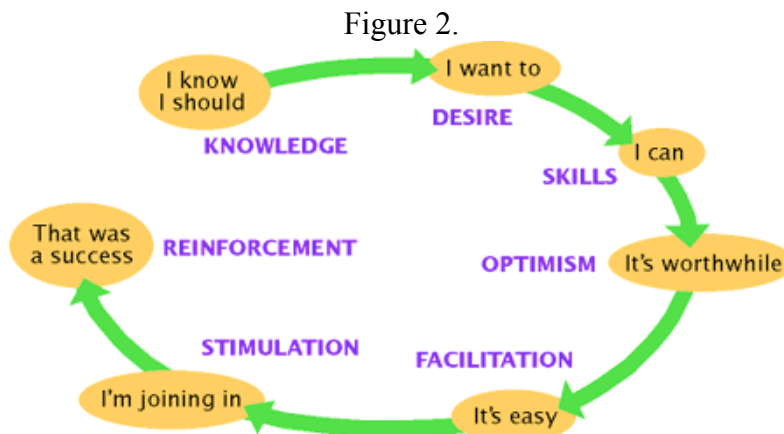 Figure 2.
I know
I should
KNOWLEDGE
I want to
DESIRE
I can
SKILLS
It's worthwhile
OPTIMISM
It's easy
FACILITATION
I'm joining in
STIMULATION
That was
a success
REINFORCEMENT